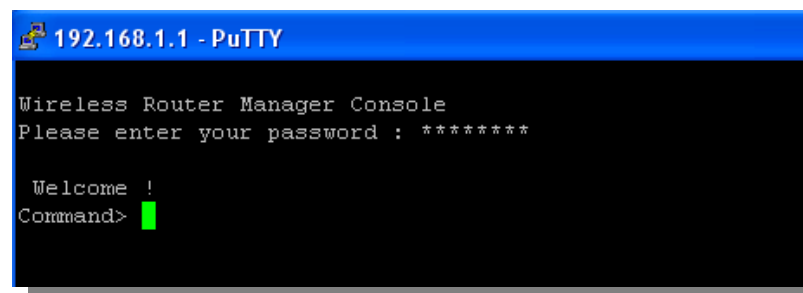 192.168.1.1 - PuTTY
Wireless Router Manager Console
Please enter your password : ********
Welcome !
Command>